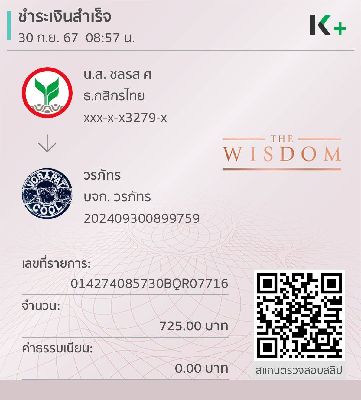 ชำระเงินสำเร็จ
30 ก.ย. 67 08:57 น.
K+
น.ส. ชลรส ศ
ธ.กสิกรไทย
xxx-x-x3279-x
THE
WISDOM
WORAPAT
COOL
วรภัทร
บจก. วรภัทร
202409300899759
เลขที่รายการ:
014274085730BQR07716
จำนวน:
725.00 บาท
ค่าธรรมเนียม:
0.00 บาท
สแกนตรวจสอบสลิป